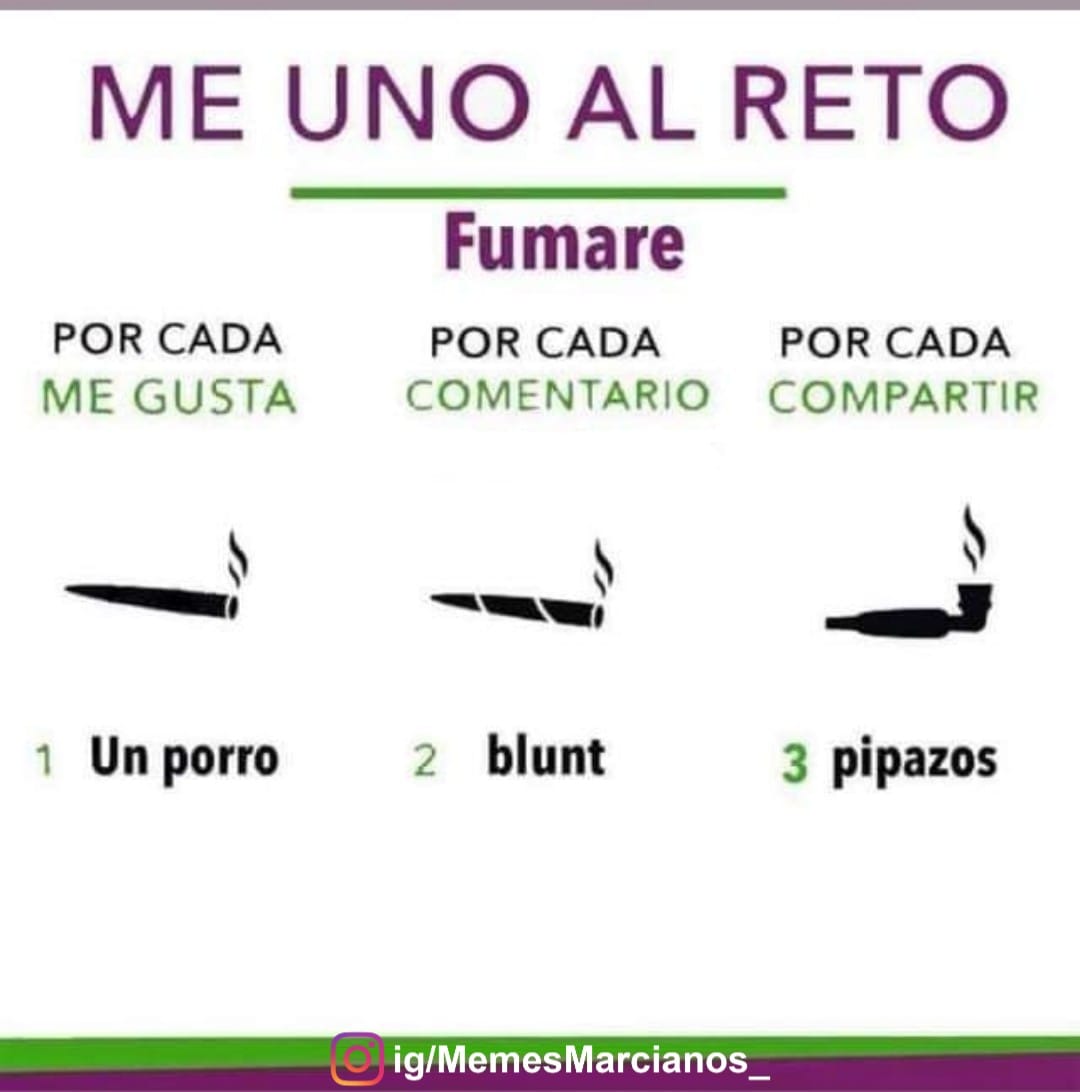 ME UNO AL RETO
Fumare
POR CADA
ME GUSTA
POR CADA
COMENTARIO
POR CADA
COMPARTIR
1 Un porro
2 blunt
3 pipazos
ig/MemesMarcianos_